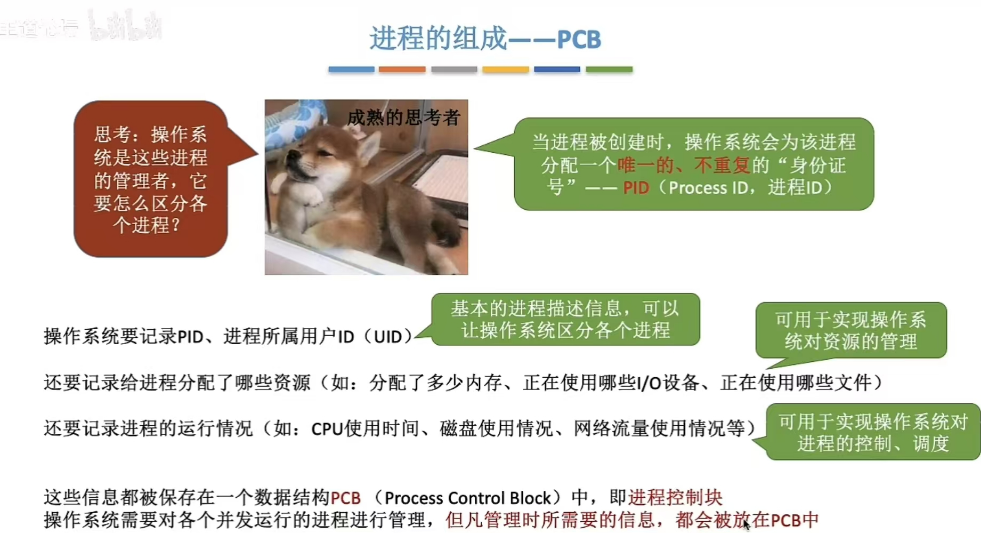 bilibili
进程的组成——PCB
思考：操作系
统是这些进程
的管理者，它
要怎么区分各
个进程？
成熟的思考者
当进程被创建时，操作系统会为该进程
分配一个唯一的、不重复的“身份证
号”—— PID（Process ID，进程ID）
基本的进程描述信息，可以
让操作系统区分各个进程
操作系统要记录PID、进程所属用户ID（UID）
可用于实现操作系
统对资源的管理
还要记录给进程分配了哪些资源（如：分配了多少内存、正在使用哪些I/O设备、正在使用哪些文件）
可用于实现操作系统对
进程的控制、调度
还要记录进程的运行情况（如：CPU使用时间、磁盘使用情况、网络流量使用情况等）
这些信息都被保存在一个数据结构PCB （Process Control Block）中，即进程控制块
操作系统需要对各个并发运行的进程进行管理，但凡管理时所需要的信息，都会被放在PCB中